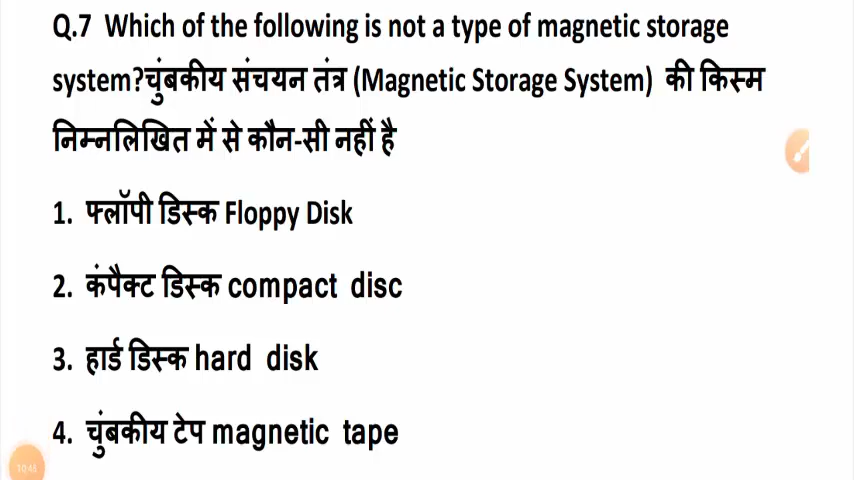 Q.7 Which of the following is not a type of magnetic storage
system?चुंबकीय संचयन तंत्र (Magnetic Storage System) की किस्म
निम्नलिखित में से कौन-सी नहीं है
1. फ्लॉपी डिस्क Floppy Disk
2. कंपैक्ट डिस्क compact disc
3. हार्ड डिस्क hard disk
4. चुंबकीय टेप magnetic tape